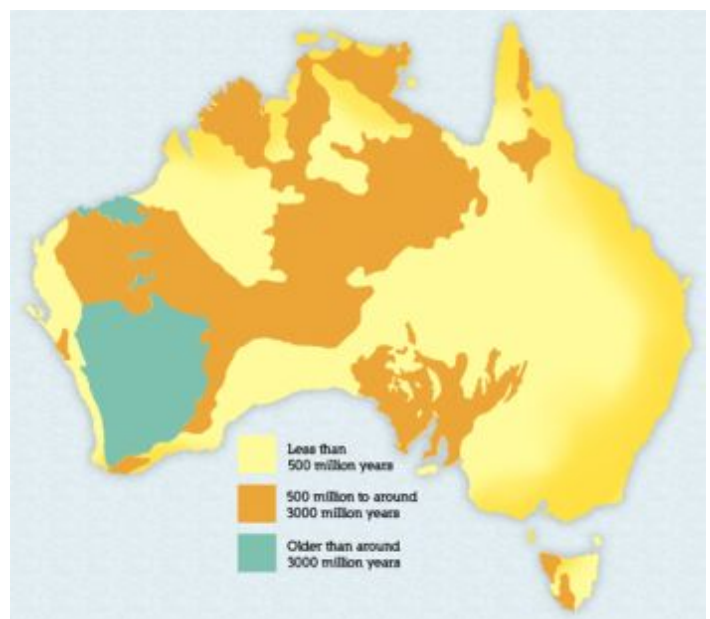 Less than
500 million years
500 million to around
3000 million years
Older than around
3000 million years